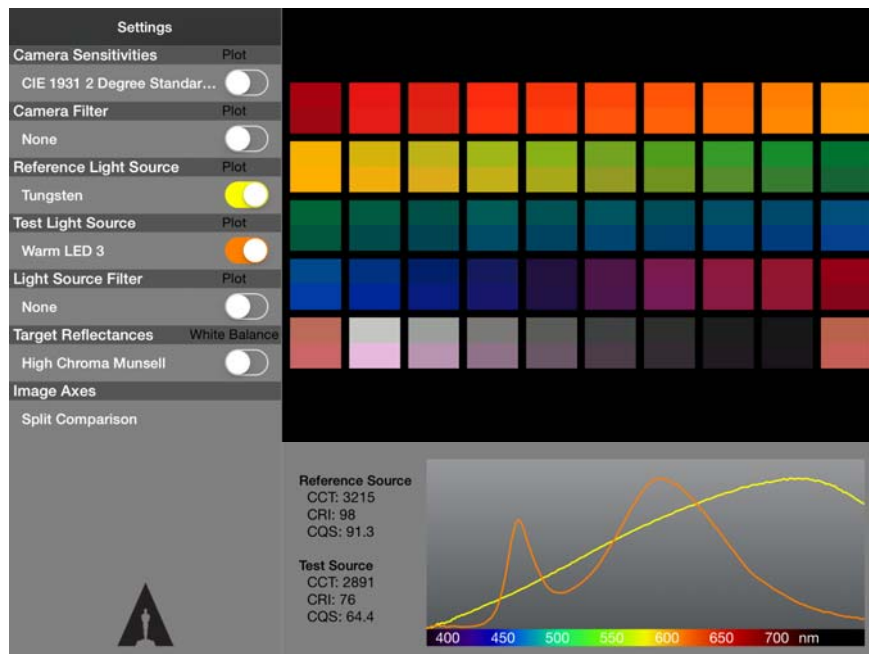 Settings
Camera Sensitivities Plot
CIE 1931 2 Degree Standar...
Camera Filter Plot
None
Reference Light Source Plot
Tungsten
Test Light Source Plot
Warm LED 3
Light Source Filter Plot
None
Target Reflectances White Balance
High Chroma Munsell
Image Axes
Split Comparison
Reference Source
CCT: 3215
CRI: 98
CQS: 91.3
Test Source
CCT: 2891
CRI: 76
CQS: 64.4
400 450 500 550 600 650 700 nm